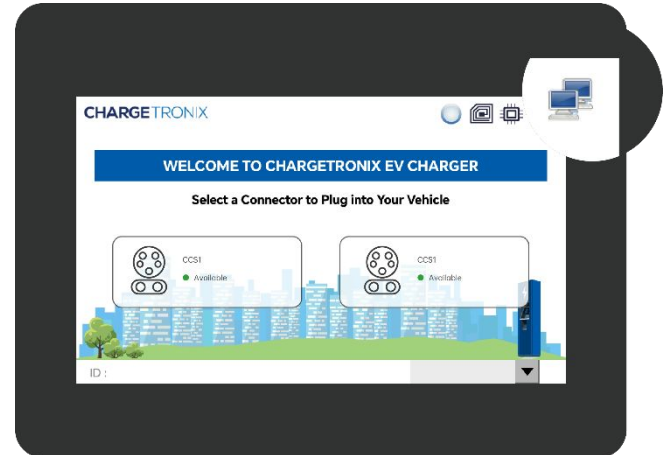 CHARGETRONIX
WELCOME TO CHARGETRONIX EV CHARGER
Select a Connector to Plug into Your Vehicle
CCS1
Available
CCS1
Available
ID :